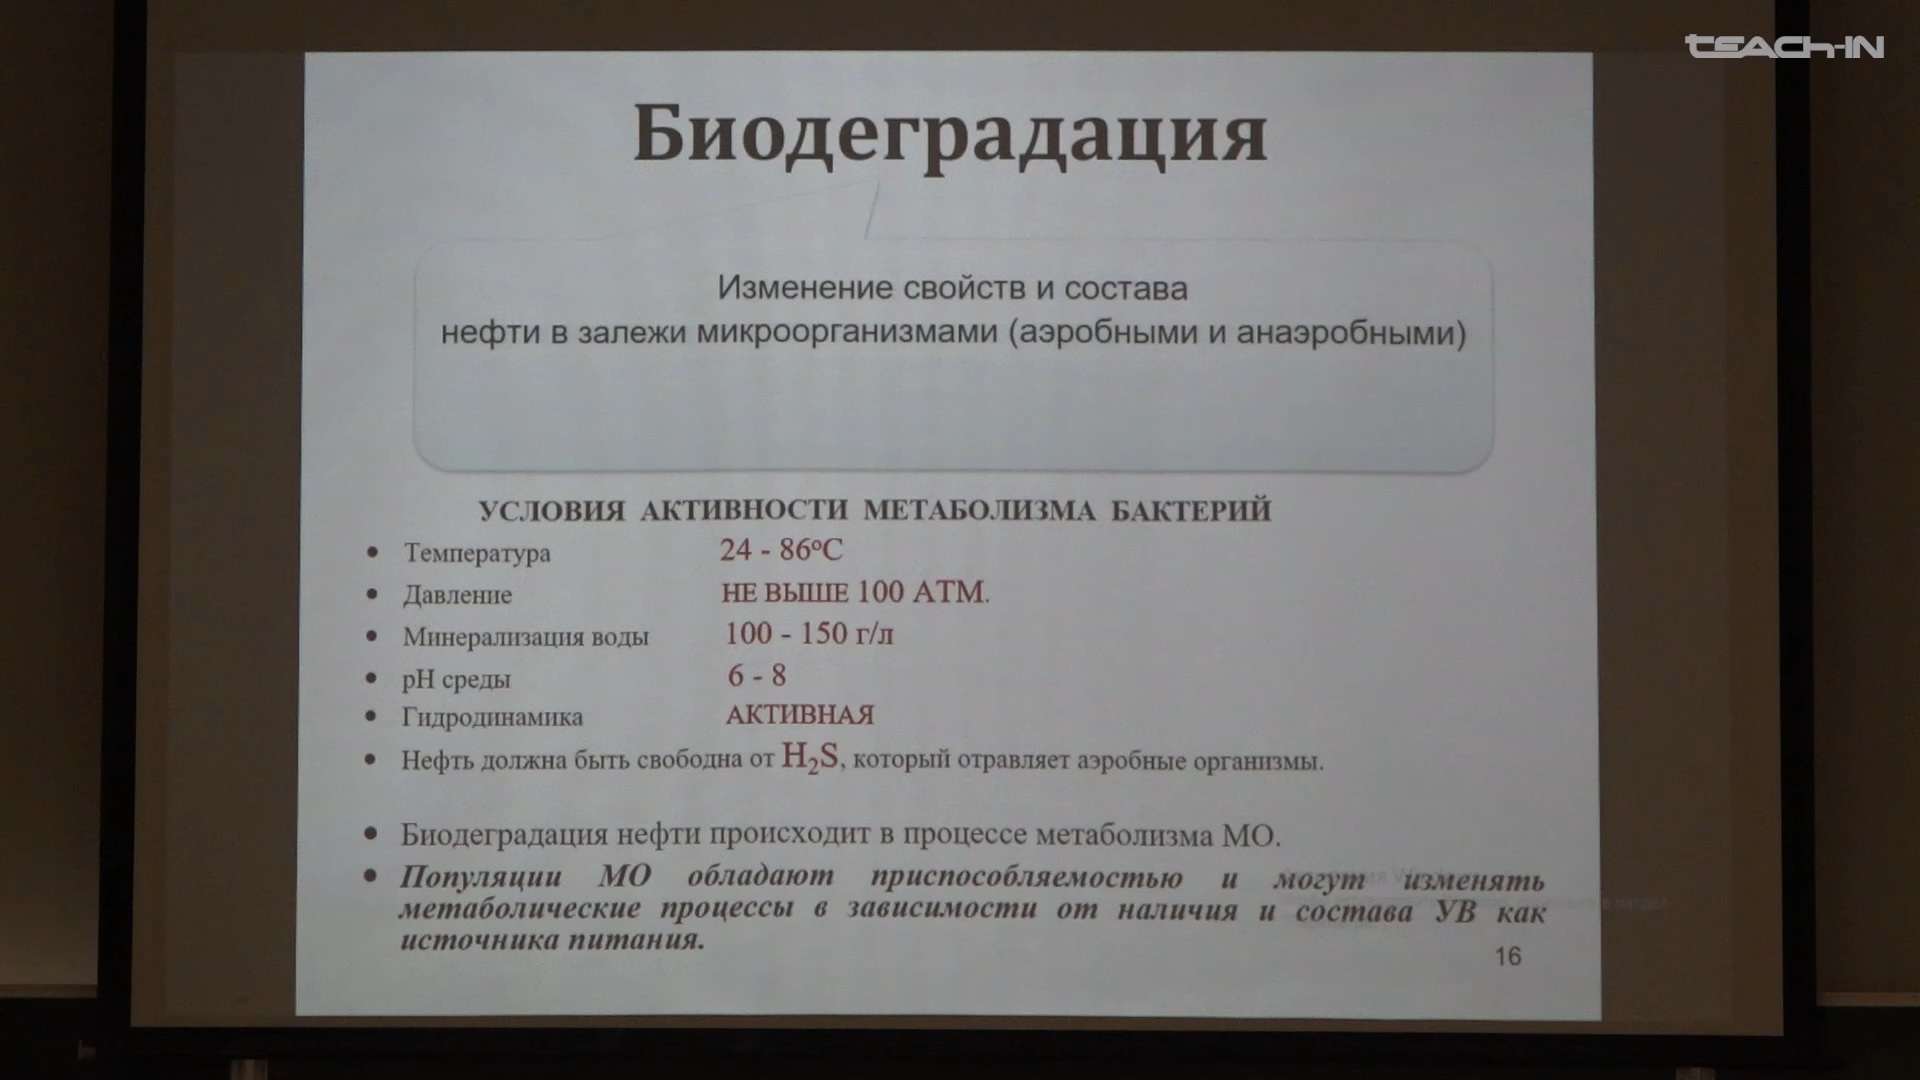 TEACH-IN
Биодеградация
Изменение свойств и состава
нефти в залежи микроорганизмами (аэробными и анаэробными)
УСЛОВИЯ АКТИВНОСТИ МЕТАБОЛИЗМА БАКТЕРИЙ
• Температура 24 - 86°С
• Давление НЕ ВЫШЕ 100 АТМ.
• Минерализация воды 100 - 150 г/л
• рН среды 6 - 8
• Гидродинамика АКТИВНАЯ
• Нефть должна быть свободна от H₂S, который отравляет аэробные организмы.
• Биодеградация нефти происходит в процессе метаболизма МО.
• Популяции МО обладают приспособляемостью и могут изменять
метаболические процессы в зависимости от наличия и состава УВ как
источника питания.
16